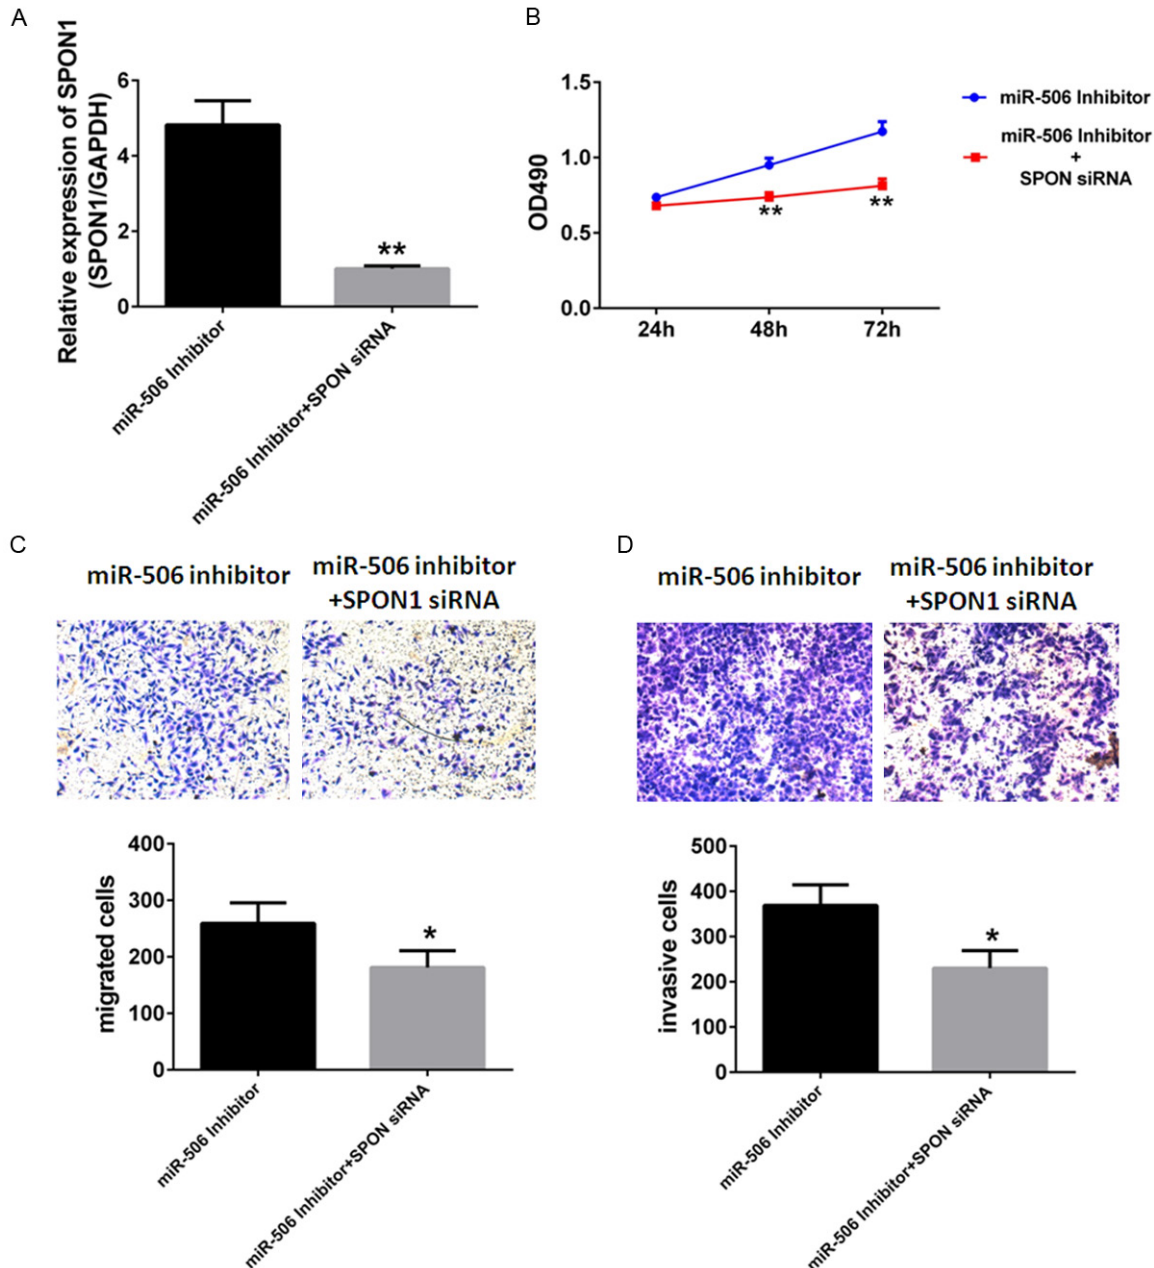 A
Relative expression of SPON1
(SPON1/GAPDH)
6
4
2
0
**
miR-506 Inhibitor
miR-506 Inhibitor+SPON siRNA
B
OD490
1.5
1.0
0.5
0.0
**
**
24h
48h
72h
miR-506 Inhibitor
miR-506 Inhibitor
+
SPON siRNA
C
miR-506 inhibitor
miR-506 inhibitor
+SPON1 siRNA
migrated cells
400
300
200
100
0
*
miR-506 Inhibitor
miR-506 Inhibitor+SPON siRNA
D
miR-506 inhibitor
miR-506 inhibitor
+SPON1 siRNA
invasive cells
500
400
300
200
100
0
*
miR-506 Inhibitor
miR-506 Inhibitor+SPON siRNA